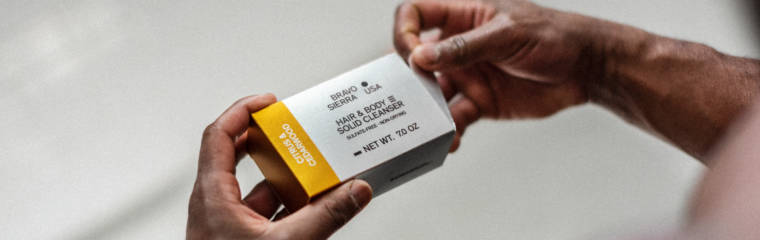 BRAVO
SIERRA USA
HAIR & BODY
SOLID CLEANSER
SULFATE-FREE • NON-DRYING
NET WT. 7.0 OZ
CITRUS &
CEDARWOOD